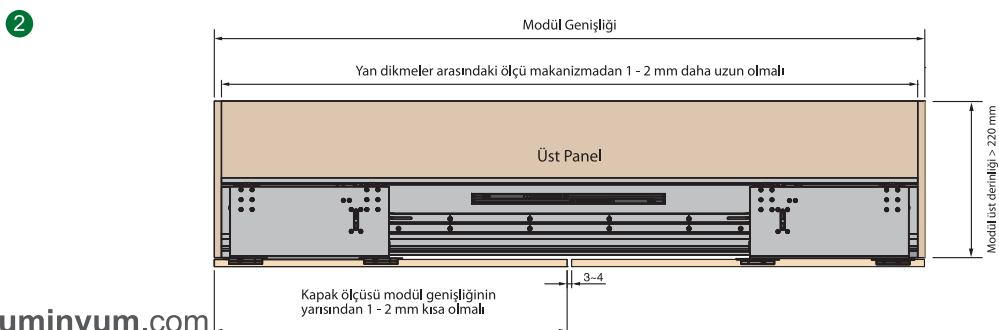 2
Modül Genişliği
Yan dikmeler arasındaki ölçü makanizmadan 1 - 2 mm daha uzun olmalı
Üst Panel
Modül üst derinliği > 220 mm
3~4
Kapak ölçüsü modül genişliğinin
yarısından 1 - 2 mm kısa olmalı
uminyum.com